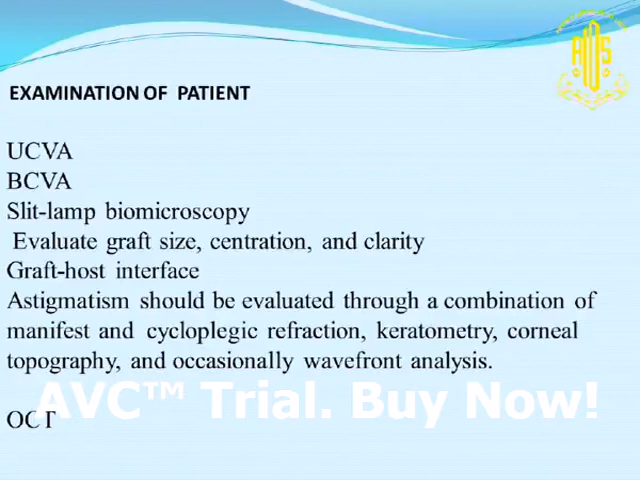 EXAMINATION OF PATIENT
UCVA
BCVA
Slit-lamp biomicroscopy
Evaluate graft size, centration, and clarity
Graft-host interface
Astigmatism should be evaluated through a combination of
manifest and cycloplegic refraction, keratometry, corneal
topography, and occasionally wavefront analysis.
AVC™ Trial. Buy Now!
OCT